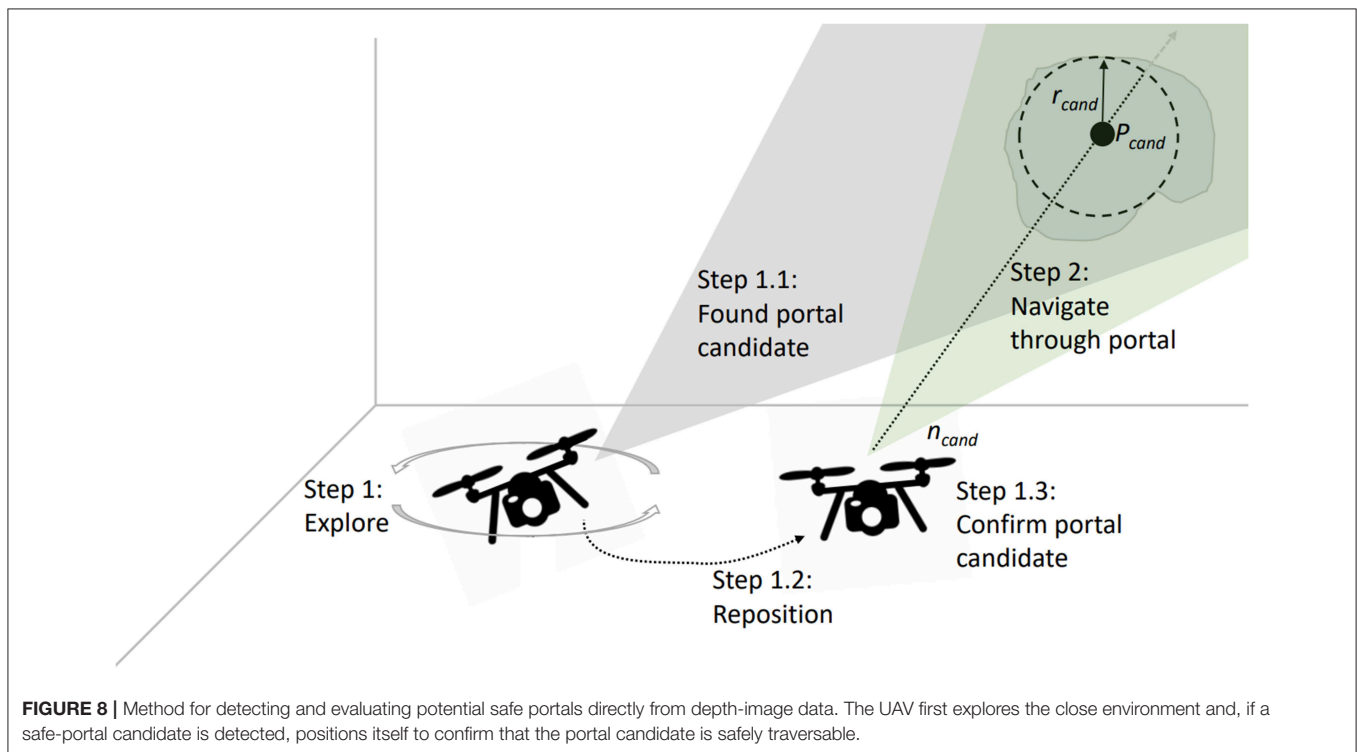 r_cand
P_cand
Step 1.1:
Found portal
candidate
Step 2:
Navigate
through portal
n_cand
Step 1:
Explore
Step 1.3:
Confirm portal
candidate
Step 1.2:
Reposition
FIGURE 8 | Method for detecting and evaluating potential safe portals directly from depth-image data. The UAV first explores the close environment and, if a
safe-portal candidate is detected, positions itself to confirm that the portal candidate is safely traversable.